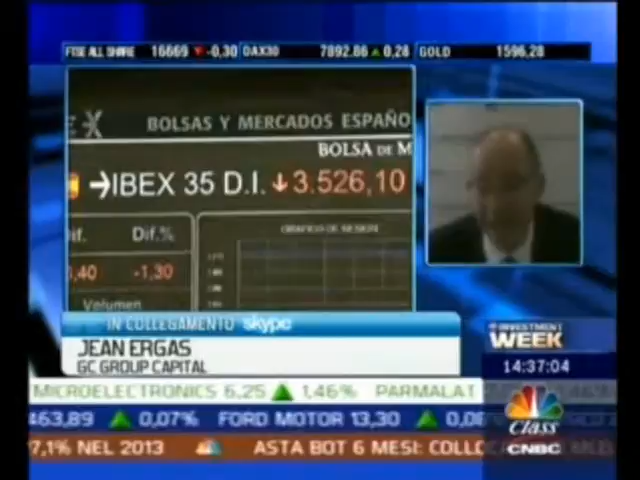 FTSE ALL SHARE 16669 ▼ -0,30 DAX30 7892.86 ▲ 0,28 GOLD 1596.28
BOLSAS Y MERCADOS ESPAÑO
BOLSA DE M
→IBEX 35 D.I. ↓3.526,10
Dif.%
-1,30
Volumen
IN COLLEGAMENTO skype
JEAN ERGAS
GC GROUP CAPITAL
INVESTMENT
WEEK
14:37:04
MICROELECTRONICS 6,25 ▲ 1,46% PARMALAT
463,89 ▲ 0,07% FORD MOTOR 13,30 ▲
7,1% NEL 2013 ASTA BOT 6 MESI: COLLOC
Class
CNBC